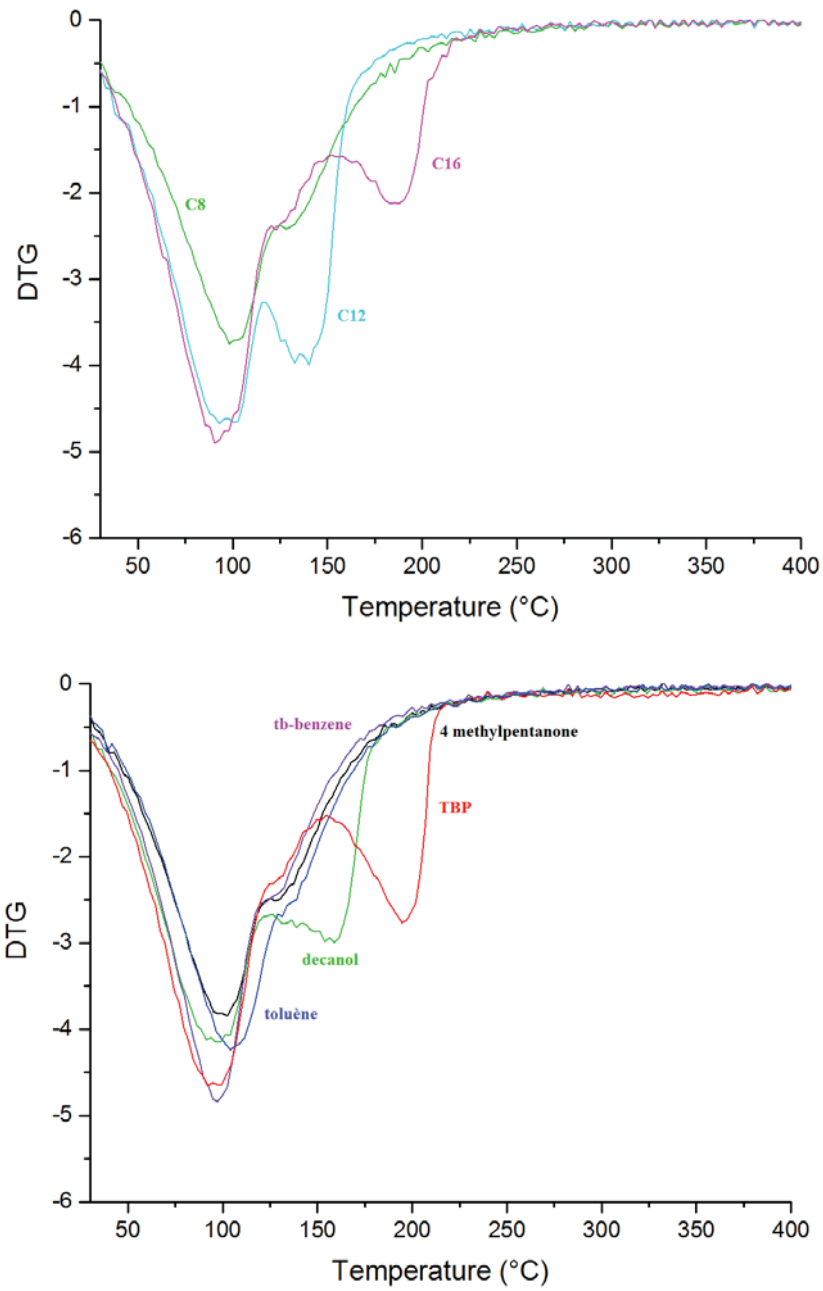 0
-1
-2
-3
-4
-5
-6
DTG
C8
C16
C12
50 100 150 200 250 300 350 400
Temperature (°C)
0
-1
-2
-3
-4
-5
-6
DTG
tb-benzene
4 methylpentanone
TBP
decanol
toluène
50 100 150 200 250 300 350 400
Temperature (°C)